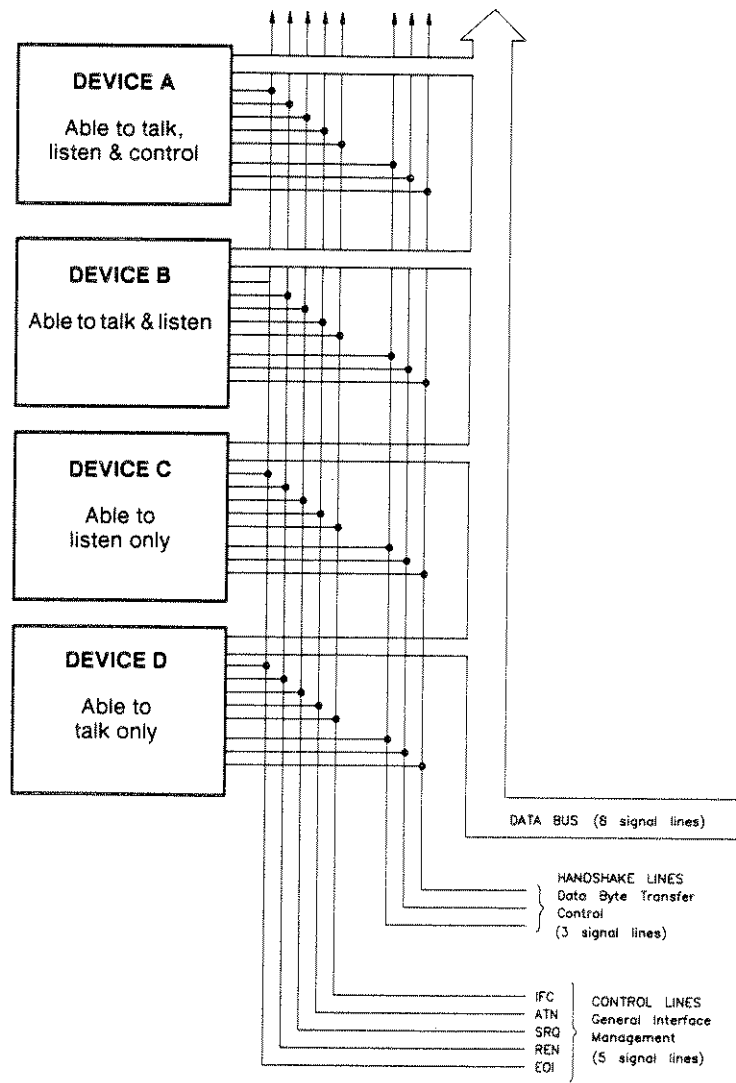 DEVICE A
Able to talk,
listen & control
DEVICE B
Able to talk & listen
DEVICE C
Able to
listen only
DEVICE D
Able to
talk only
DATA BUS (8 signal lines)
HANDSHAKE LINES
Data Byte Transfer
Control
(3 signal lines)
IFC
ATN
SRQ
REN
EOI
CONTROL LINES
General Interface
Management
(5 signal lines)